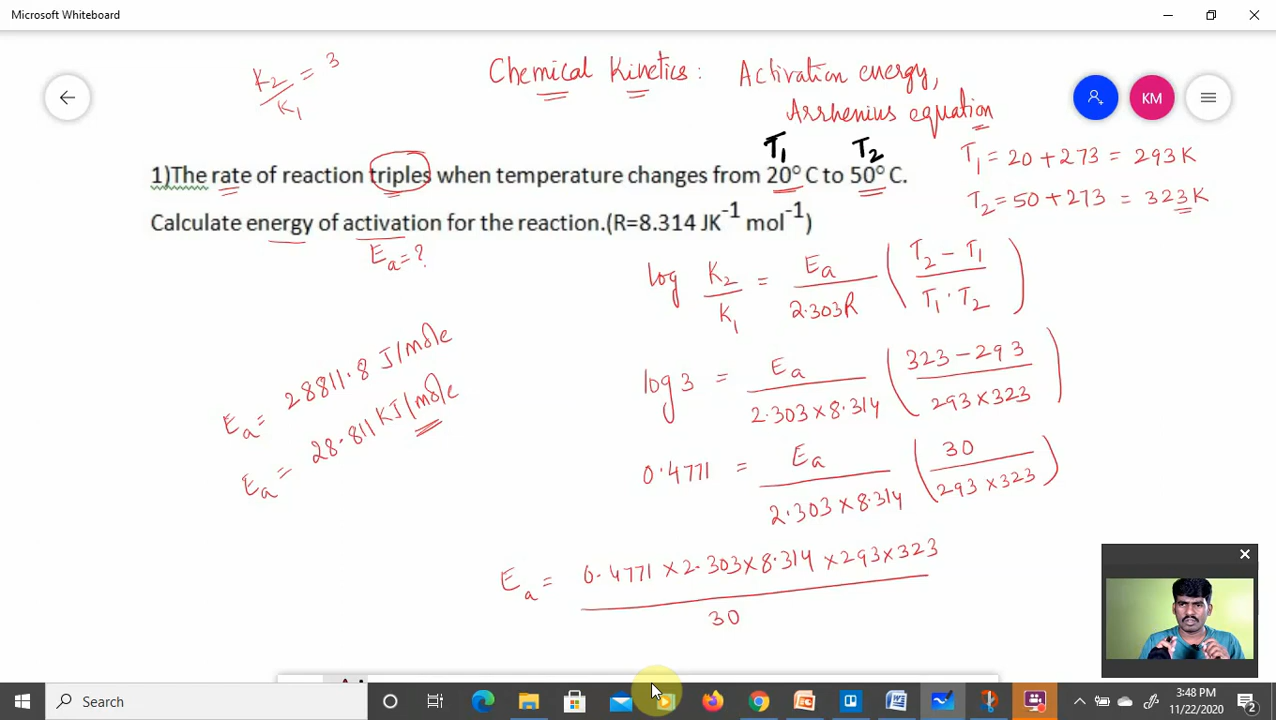 Microsoft Whiteboard
K2/K1 = 3
Chemical Kinetics : Activation energy,
Arrhenius equation
KM
T1 T2
1)The rate of reaction triples when temperature changes from 20° C to 50° C.
T1 = 20 + 273 = 293 K
T2 = 50 + 273 = 323 K
Calculate energy of activation for the reaction.(R=8.314 JK-1 mol-1)
Ea = ?
log K2/K1 = Ea/2.303R (T2 - T1/T1 · T2)
log 3 = Ea/2.303 × 8.314 (323 - 293/293 × 323)
0.4771 = Ea/2.303 × 8.314 (30/293 × 323)
Ea = 0.4771 × 2.303 × 8.314 × 293 × 323/30
Ea = 28811.8 J/mole
Ea = 28.811 KJ/mole
Search
3:48 PM
11/22/2020
2